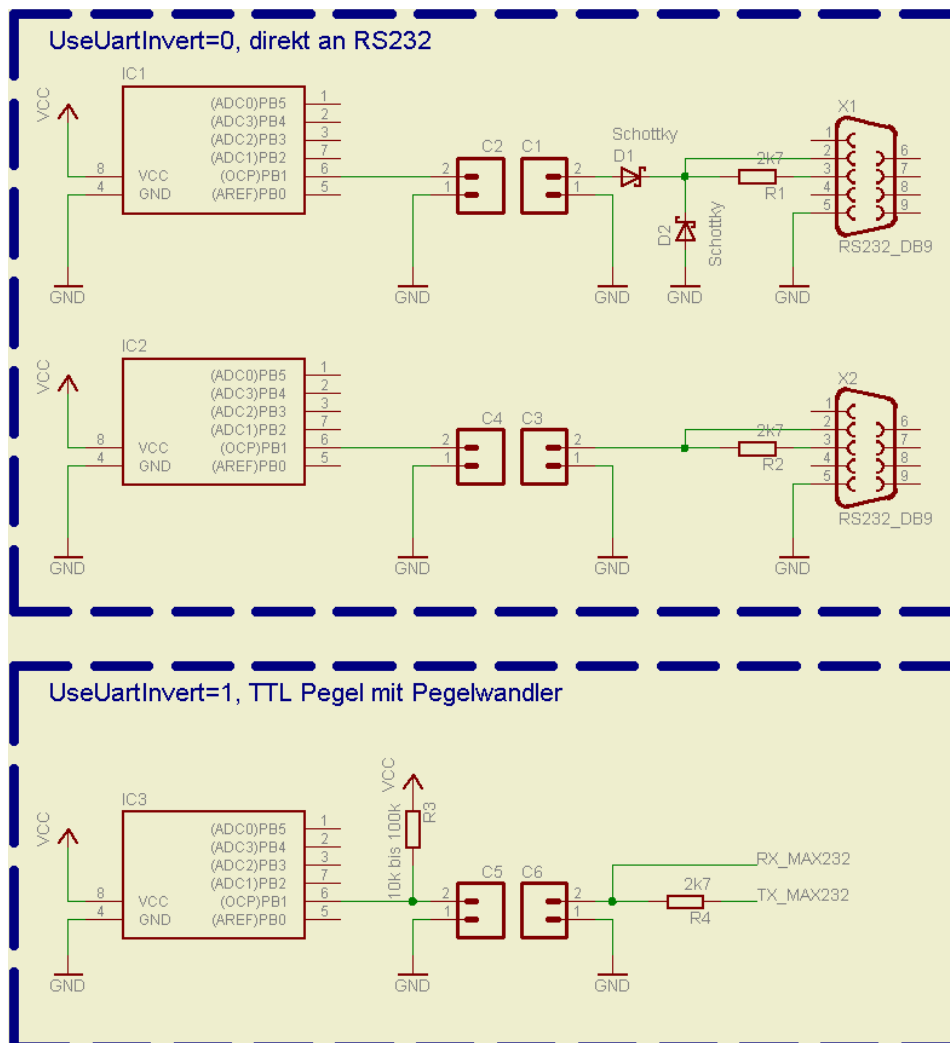 UseUartInvert=0, direkt an RS232
IC1
VCC
(ADC0)PB5 1
(ADC3)PB4 2
(ADC2)PB3 3
(ADC1)PB2 7
8 VCC (OCP)PB1 6
4 GND (AREF)PB0 5
C2 C1
2 2
1 1
Schottky
D1
D2
Schottky
2k7
R1
X1
1
2
3
4
5
6
7
8
9
RS232_DB9
GND GND GND GND GND
IC2
VCC
(ADC0)PB5 1
(ADC3)PB4 2
(ADC2)PB3 3
(ADC1)PB2 7
8 VCC (OCP)PB1 6
4 GND (AREF)PB0 5
C4 C3
2 2
1 1
2k7
R2
X2
1
2
3
4
5
6
7
8
9
RS232_DB9
GND GND GND GND
UseUartInvert=1, TTL Pegel mit Pegelwandler
IC3
VCC
(ADC0)PB5 1
(ADC3)PB4 2
(ADC2)PB3 3
(ADC1)PB2 7
8 VCC (OCP)PB1 6
4 GND (AREF)PB0 5
VCC
R3
10k bis 100k
C5 C6
2 2
1 1
RX_MAX232
2k7
TX_MAX232
R4
GND GND GND